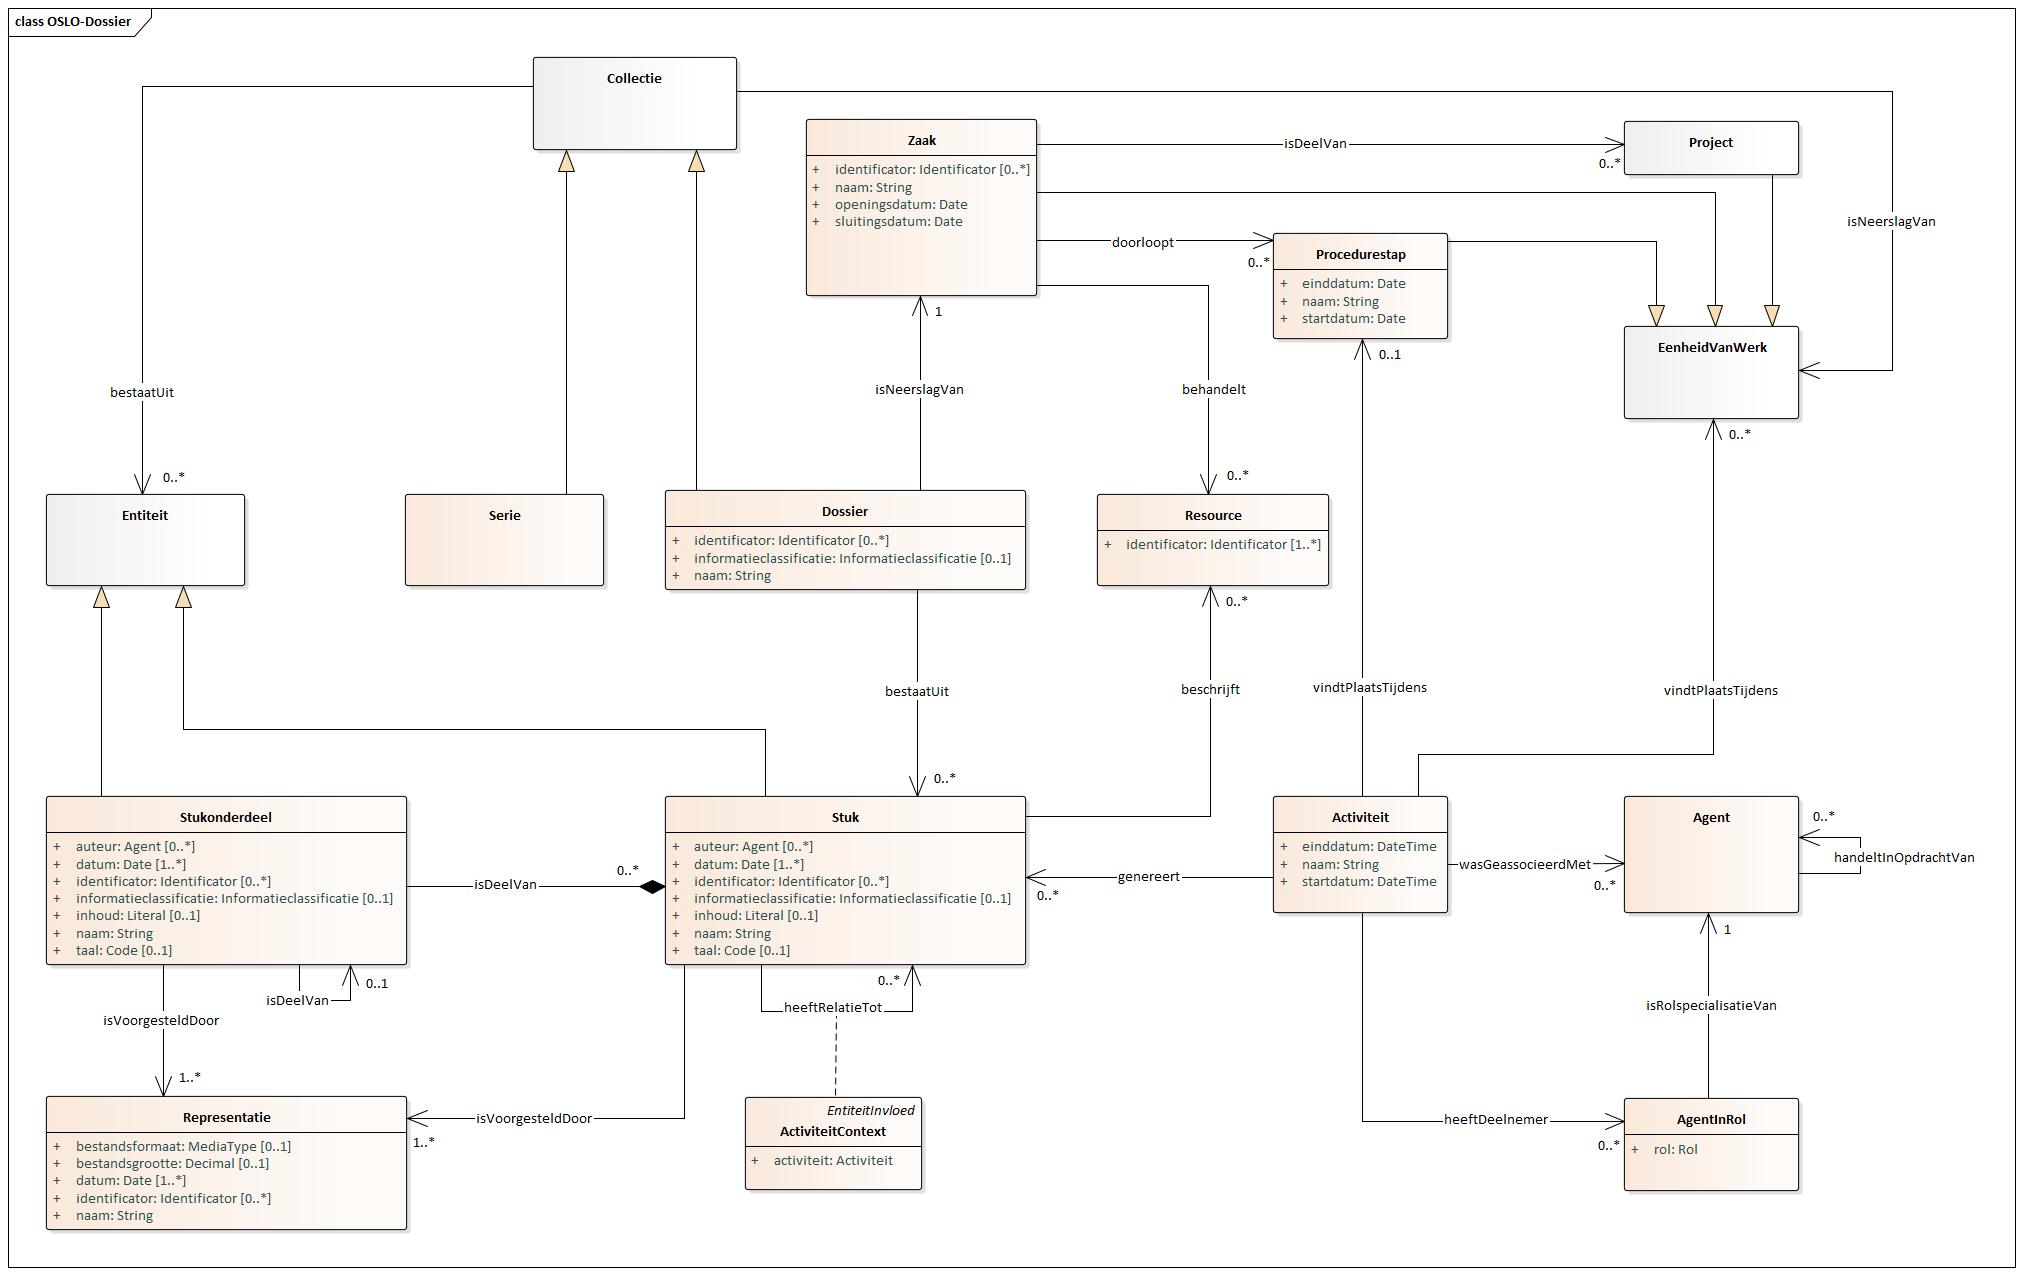 class OSLO-Dossier
Collectie
Zaak
+ identificator: Identificator [0..*]
+ naam: String
+ openingsdatum: Date
+ sluitingsdatum: Date
isDeelVan
0..*
Project
isNeerslagVan
doorloopt
0..*
Procedurestap
+ einddatum: Date
+ naam: String
+ startdatum: Date
1
0..1
EenheidVanWerk
bestaatUit
isNeerslagVan
behandelt
0..*
0..*
0..*
Entiteit
Serie
Dossier
+ identificator: Identificator [0..*]
+ informatieclassificatie: Informatieclassificatie [0..1]
+ naam: String
Resource
+ identificator: Identificator [1..*]
0..*
bestaatUit
beschrijft
vindtPlaatsTijdens
vindtPlaatsTijdens
0..*
Stukonderdeel
+ auteur: Agent [0..*]
+ datum: Date [1..*]
+ identificator: Identificator [0..*]
+ informatieclassificatie: Informatieclassificatie [0..1]
+ inhoud: Literal [0..1]
+ naam: String
+ taal: Code [0..1]
isDeelVan
0..*
Stuk
+ auteur: Agent [0..*]
+ datum: Date [1..*]
+ identificator: Identificator [0..*]
+ informatieclassificatie: Informatieclassificatie [0..1]
+ inhoud: Literal [0..1]
+ naam: String
+ taal: Code [0..1]
genereert
0..*
Activiteit
+ einddatum: DateTime
+ naam: String
+ startdatum: DateTime
wasGeassocieerdMet
0..*
Agent
0..*
handeltInOpdrachtVan
isDeelVan
0..1
isVoorgesteldDoor
1..*
heeftRelatieTot
0..*
1
isRolspecialisatieVan
Representatie
+ bestandsformaat: MediaType [0..1]
+ bestandsgrootte: Decimal [0..1]
+ datum: Date [1..*]
+ identificator: Identificator [0..*]
+ naam: String
isVoorgesteldDoor
1..*
EntiteitInvloed
ActiviteitContext
+ activiteit: Activiteit
heeftDeelnemer
0..*
AgentInRol
+ rol: Rol